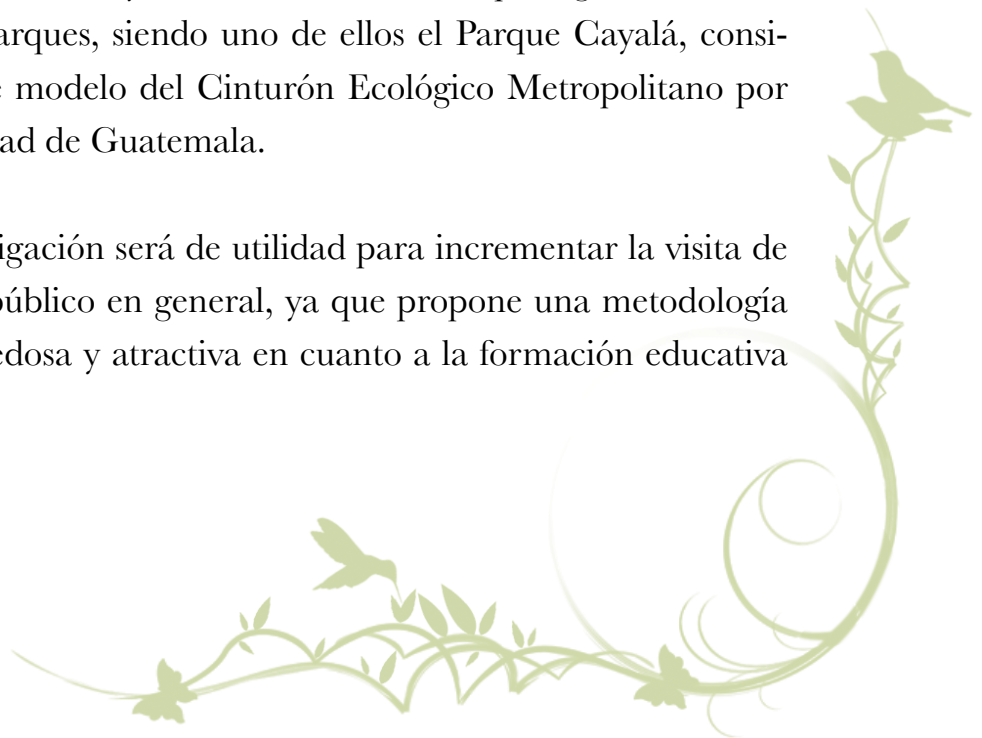 arques, siendo uno de ellos el Parque Cayalá, consi-
modelo del Cinturón Ecológico Metropolitano por
ad de Guatemala.
igación será de utilidad para incrementar la visita de
público en general, ya que propone una metodología
edosa y atractiva en cuanto a la formación educativa